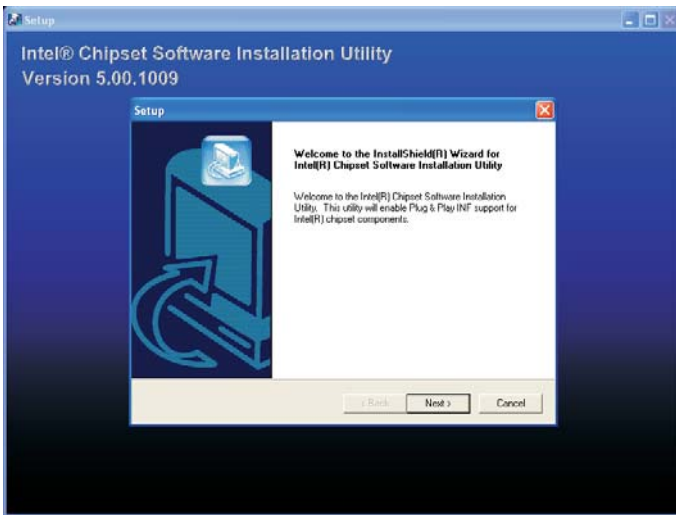 Setup
Intel® Chipset Software Installation Utility
Version 5.00.1009
Setup
Welcome to the InstallShield(R) Wizard for
Intel(R) Chipset Software Installation Utility
Welcome to the Intel(R) Chipset Software Installation
Utility. This utility will enable Plug & Play INF support for
Intel(R) chipset components.
< Back
Next >
Cancel